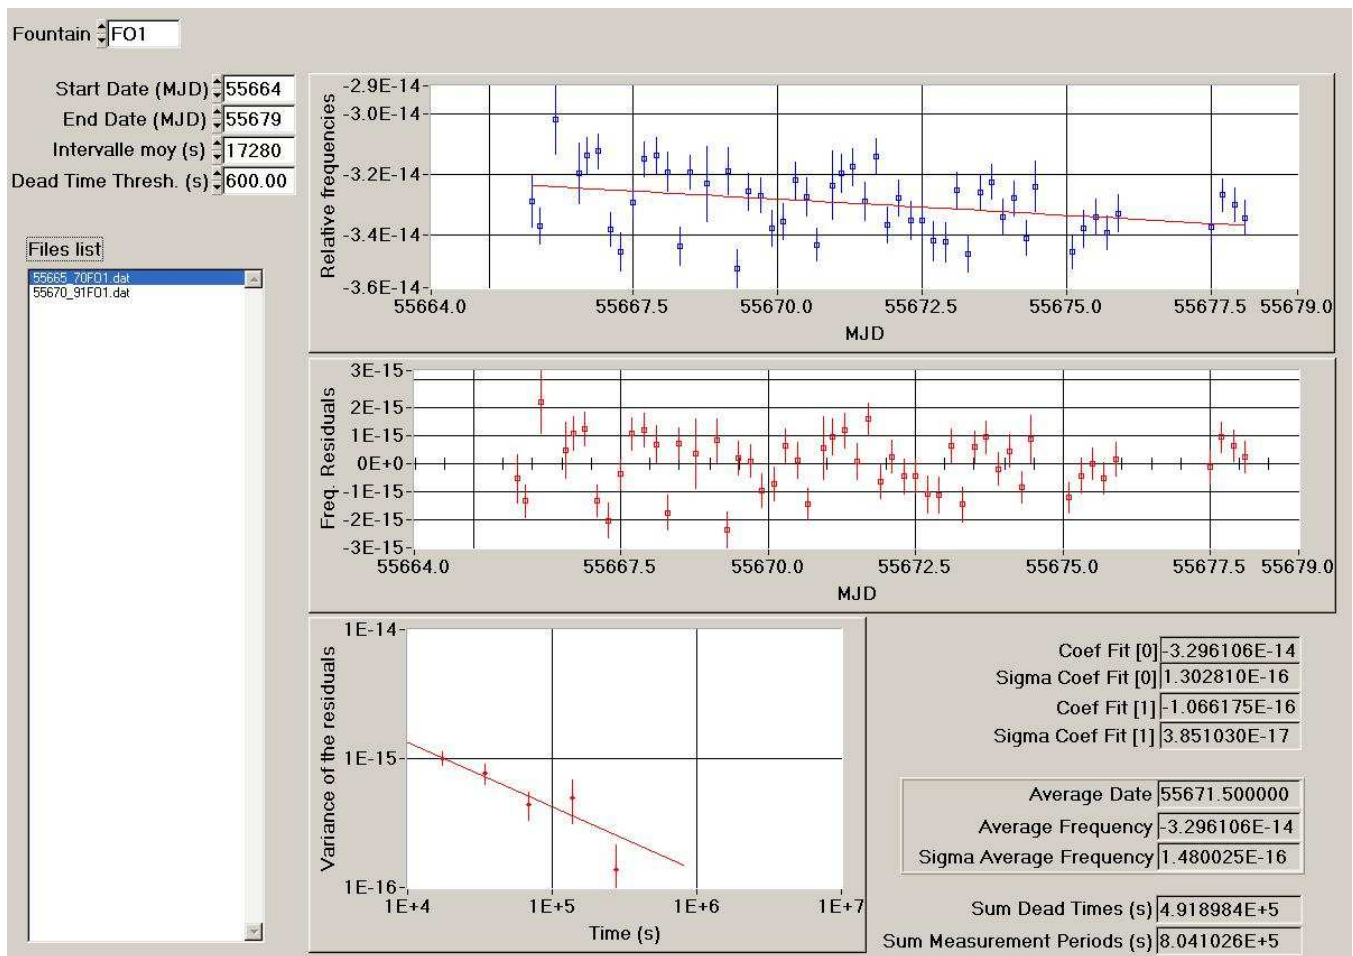 Fountain FO1
Start Date (MJD) 55664
End Date (MJD) 55679
Intervalle moy (s) 17280
Dead Time Thresh. (s) 600.00
Files list
55665_70FO1.dat
55670_91FO1.dat
Relative frequencies
-2.9E-14
-3.0E-14
-3.2E-14
-3.4E-14
-3.6E-14
55664.0 55667.5 55670.0 55672.5 55675.0 55677.5 55679.0
MJD
Freq. Residuals
3E-15
2E-15
1E-15
0E+0
-1E-15
-2E-15
-3E-15
55664.0 55667.5 55670.0 55672.5 55675.0 55677.5 55679.0
MJD
Variance of the residuals
1E-14
1E-15
1E-16
1E+4 1E+5 1E+6 1E+7
Time (s)
Coef Fit [0] -3.296106E-14
Sigma Coef Fit [0] 1.302810E-16
Coef Fit [1] -1.066175E-16
Sigma Coef Fit [1] 3.851030E-17
Average Date 55671.500000
Average Frequency -3.296106E-14
Sigma Average Frequency 1.480025E-16
Sum Dead Times (s) 4.918984E+5
Sum Measurement Periods (s) 8.041026E+5